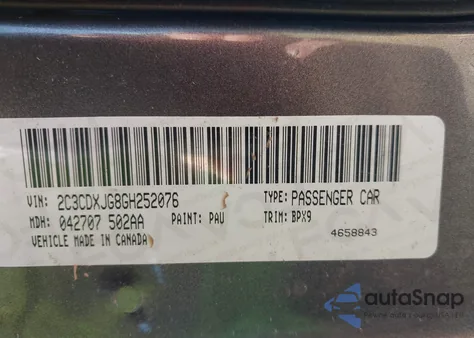 VIN: 2C3CDXJG8GH252076 TYPE: PASSENGER CAR
MDH: 042707 502AA PAINT: PAU TRIM: BPX9
VEHICLE MADE IN CANADA 4658843
autoSnap